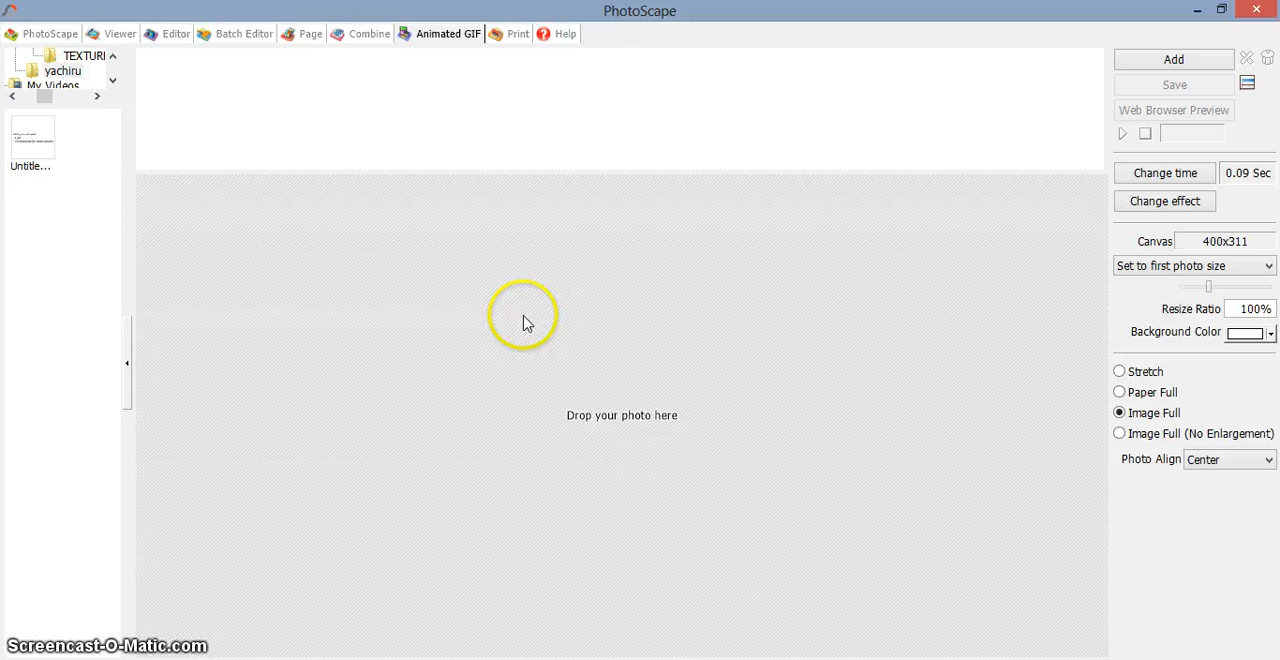 PhotoScape
PhotoScape Viewer Editor Batch Editor Page Combine Animated GIF Print Help
TEXTURI
yachiru
My Videos
Untitle...
Drop your photo here
Add
Save
Web Browser Preview
Change time 0.09 Sec
Change effect
Canvas 400x311
Set to first photo size
Resize Ratio 100%
Background Color
Stretch
Paper Full
Image Full
Image Full (No Enlargement)
Photo Align Center
Screencast-O-Matic.com